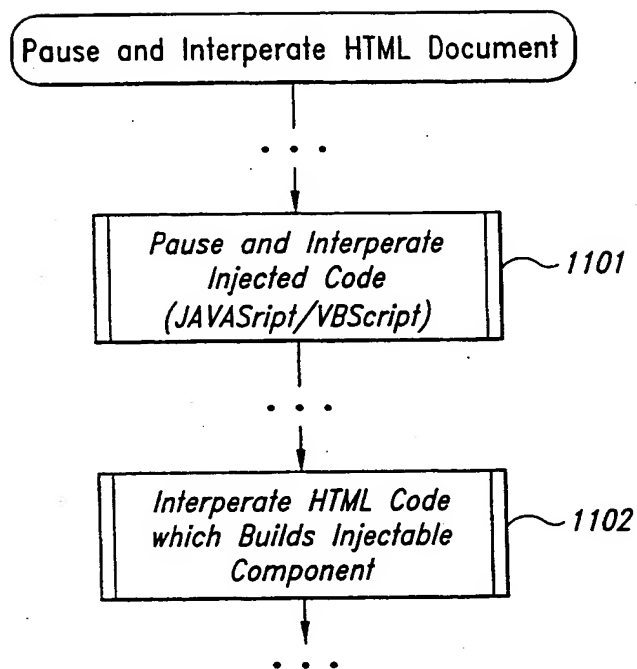 Pause and Interperate HTML Document
Pause and Interperate
Injected Code
(JAVASript/VBScript)
1101
Interperate HTML Code
which Builds Injectable
Component
1102